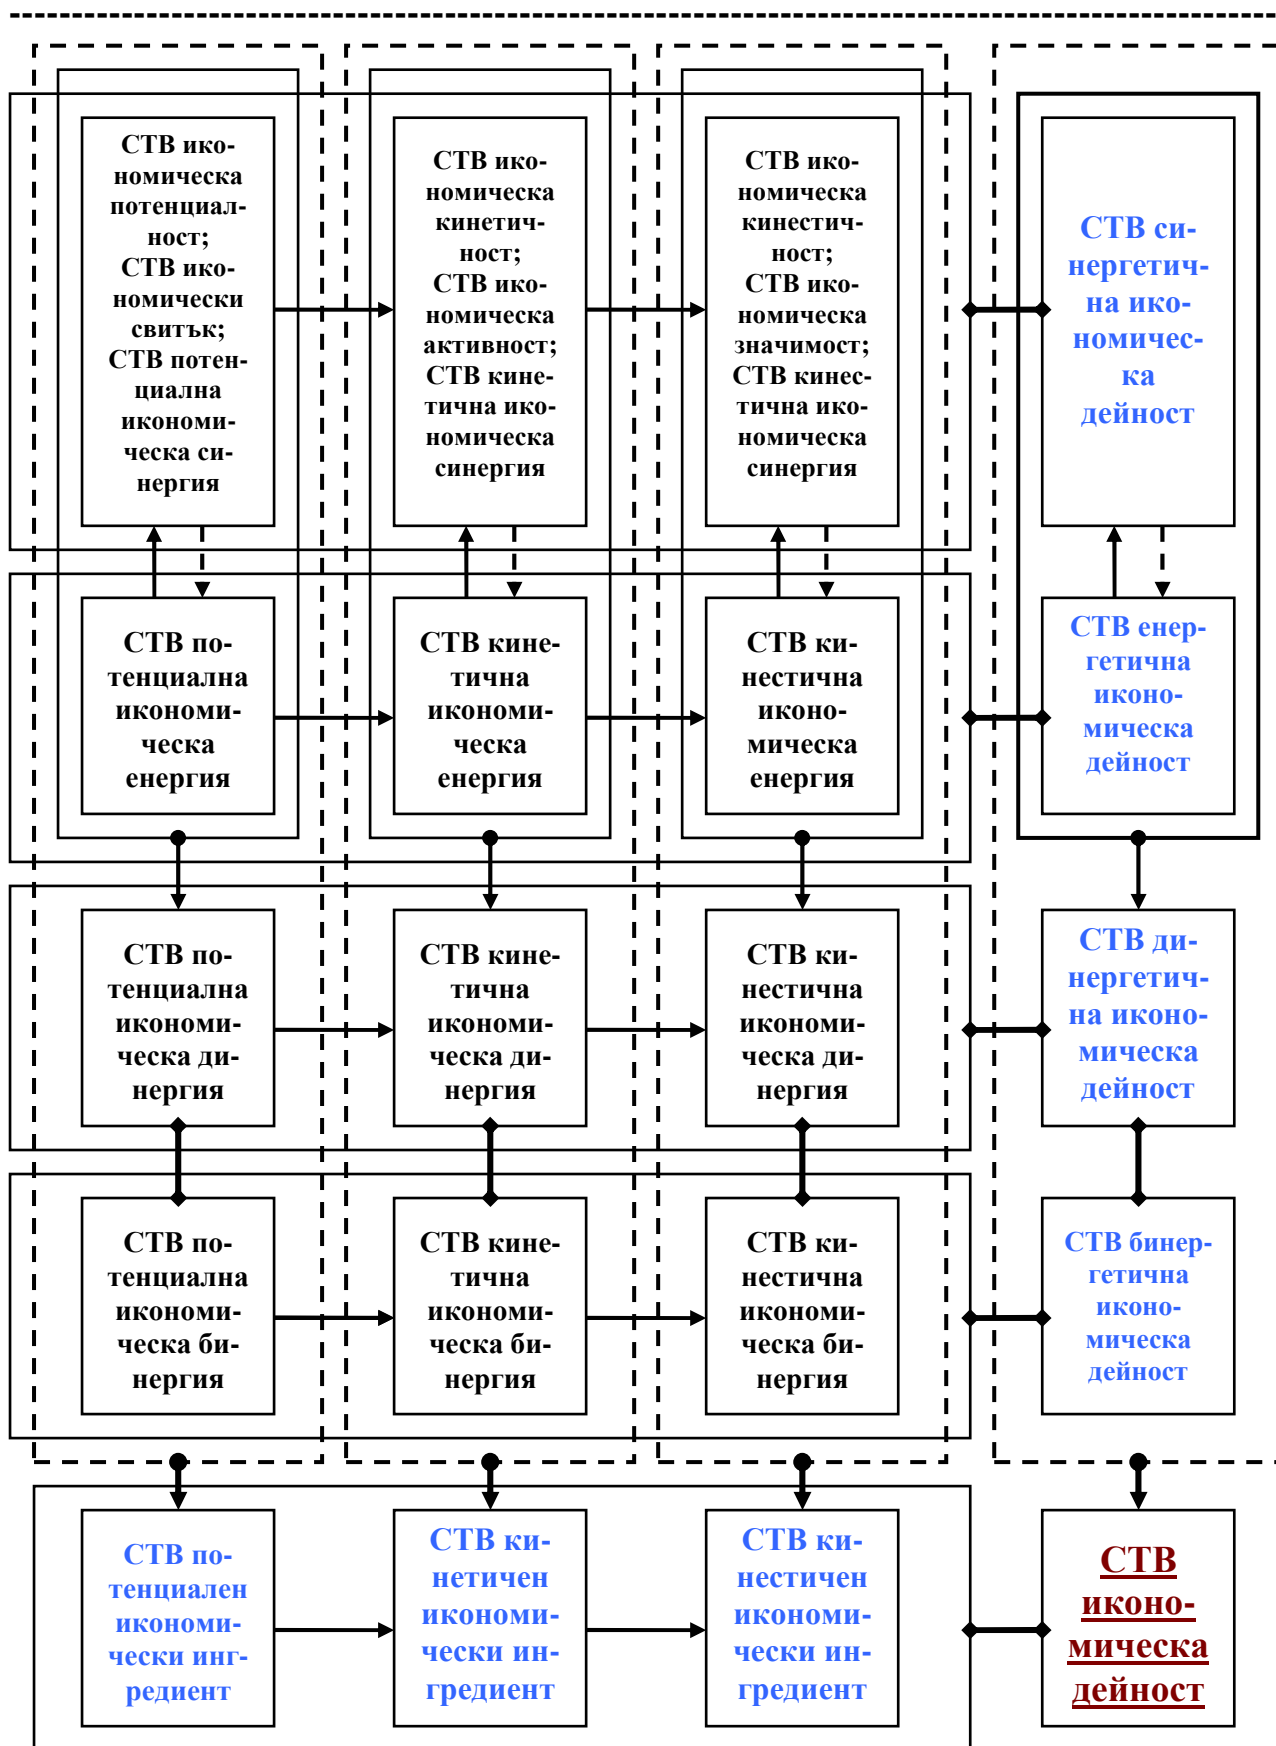 СТВ ико-
номическа
потенциал-
ност;
СТВ ико-
номически
свитък;
СТВ потен-
циална
икономи-
ческа си-
нергия
СТВ ико-
номическа
кинетич-
ност;
СТВ ико-
номическа
активност;
СТВ кине-
тична ико-
номическа
синергия
СТВ ико-
номическа
кинестич-
ност;
СТВ ико-
номическа
значимост;
СТВ кинес-
тична ико-
номическа
синергия
СТВ си-
нергетич-
на ико-
номичес-
ка
дейност
СТВ по-
тенциална
икономи-
ческа
енергия
СТВ кине-
тична
икономи-
ческа
енергия
СТВ ки-
нестична
иконо-
мическа
енергия
СТВ енер-
гетична
иконо-
мическа
дейност
СТВ по-
тенциална
икономи-
ческа ди-
нергия
СТВ кине-
тична
икономи-
ческа ди-
нергия
СТВ ки-
нестична
икономи-
ческа ди-
нергия
СТВ ди-
нергетич-
на иконо-
мическа
дейност
СТВ по-
тенциална
икономи-
ческа би-
нергия
СТВ кине-
тична
икономи-
ческа би-
нергия
СТВ ки-
нестична
икономи-
ческа би-
нергия
СТВ бинер-
гетична
иконо-
мическа
дейност
СТВ по-
тенциален
икономи-
чески инг-
редиент
СТВ ки-
нетичен
икономи-
чески ин-
гредиент
СТВ ки-
нестичен
икономи-
чески ин-
гредиент
СТВ
иконо-
мическа
дейност